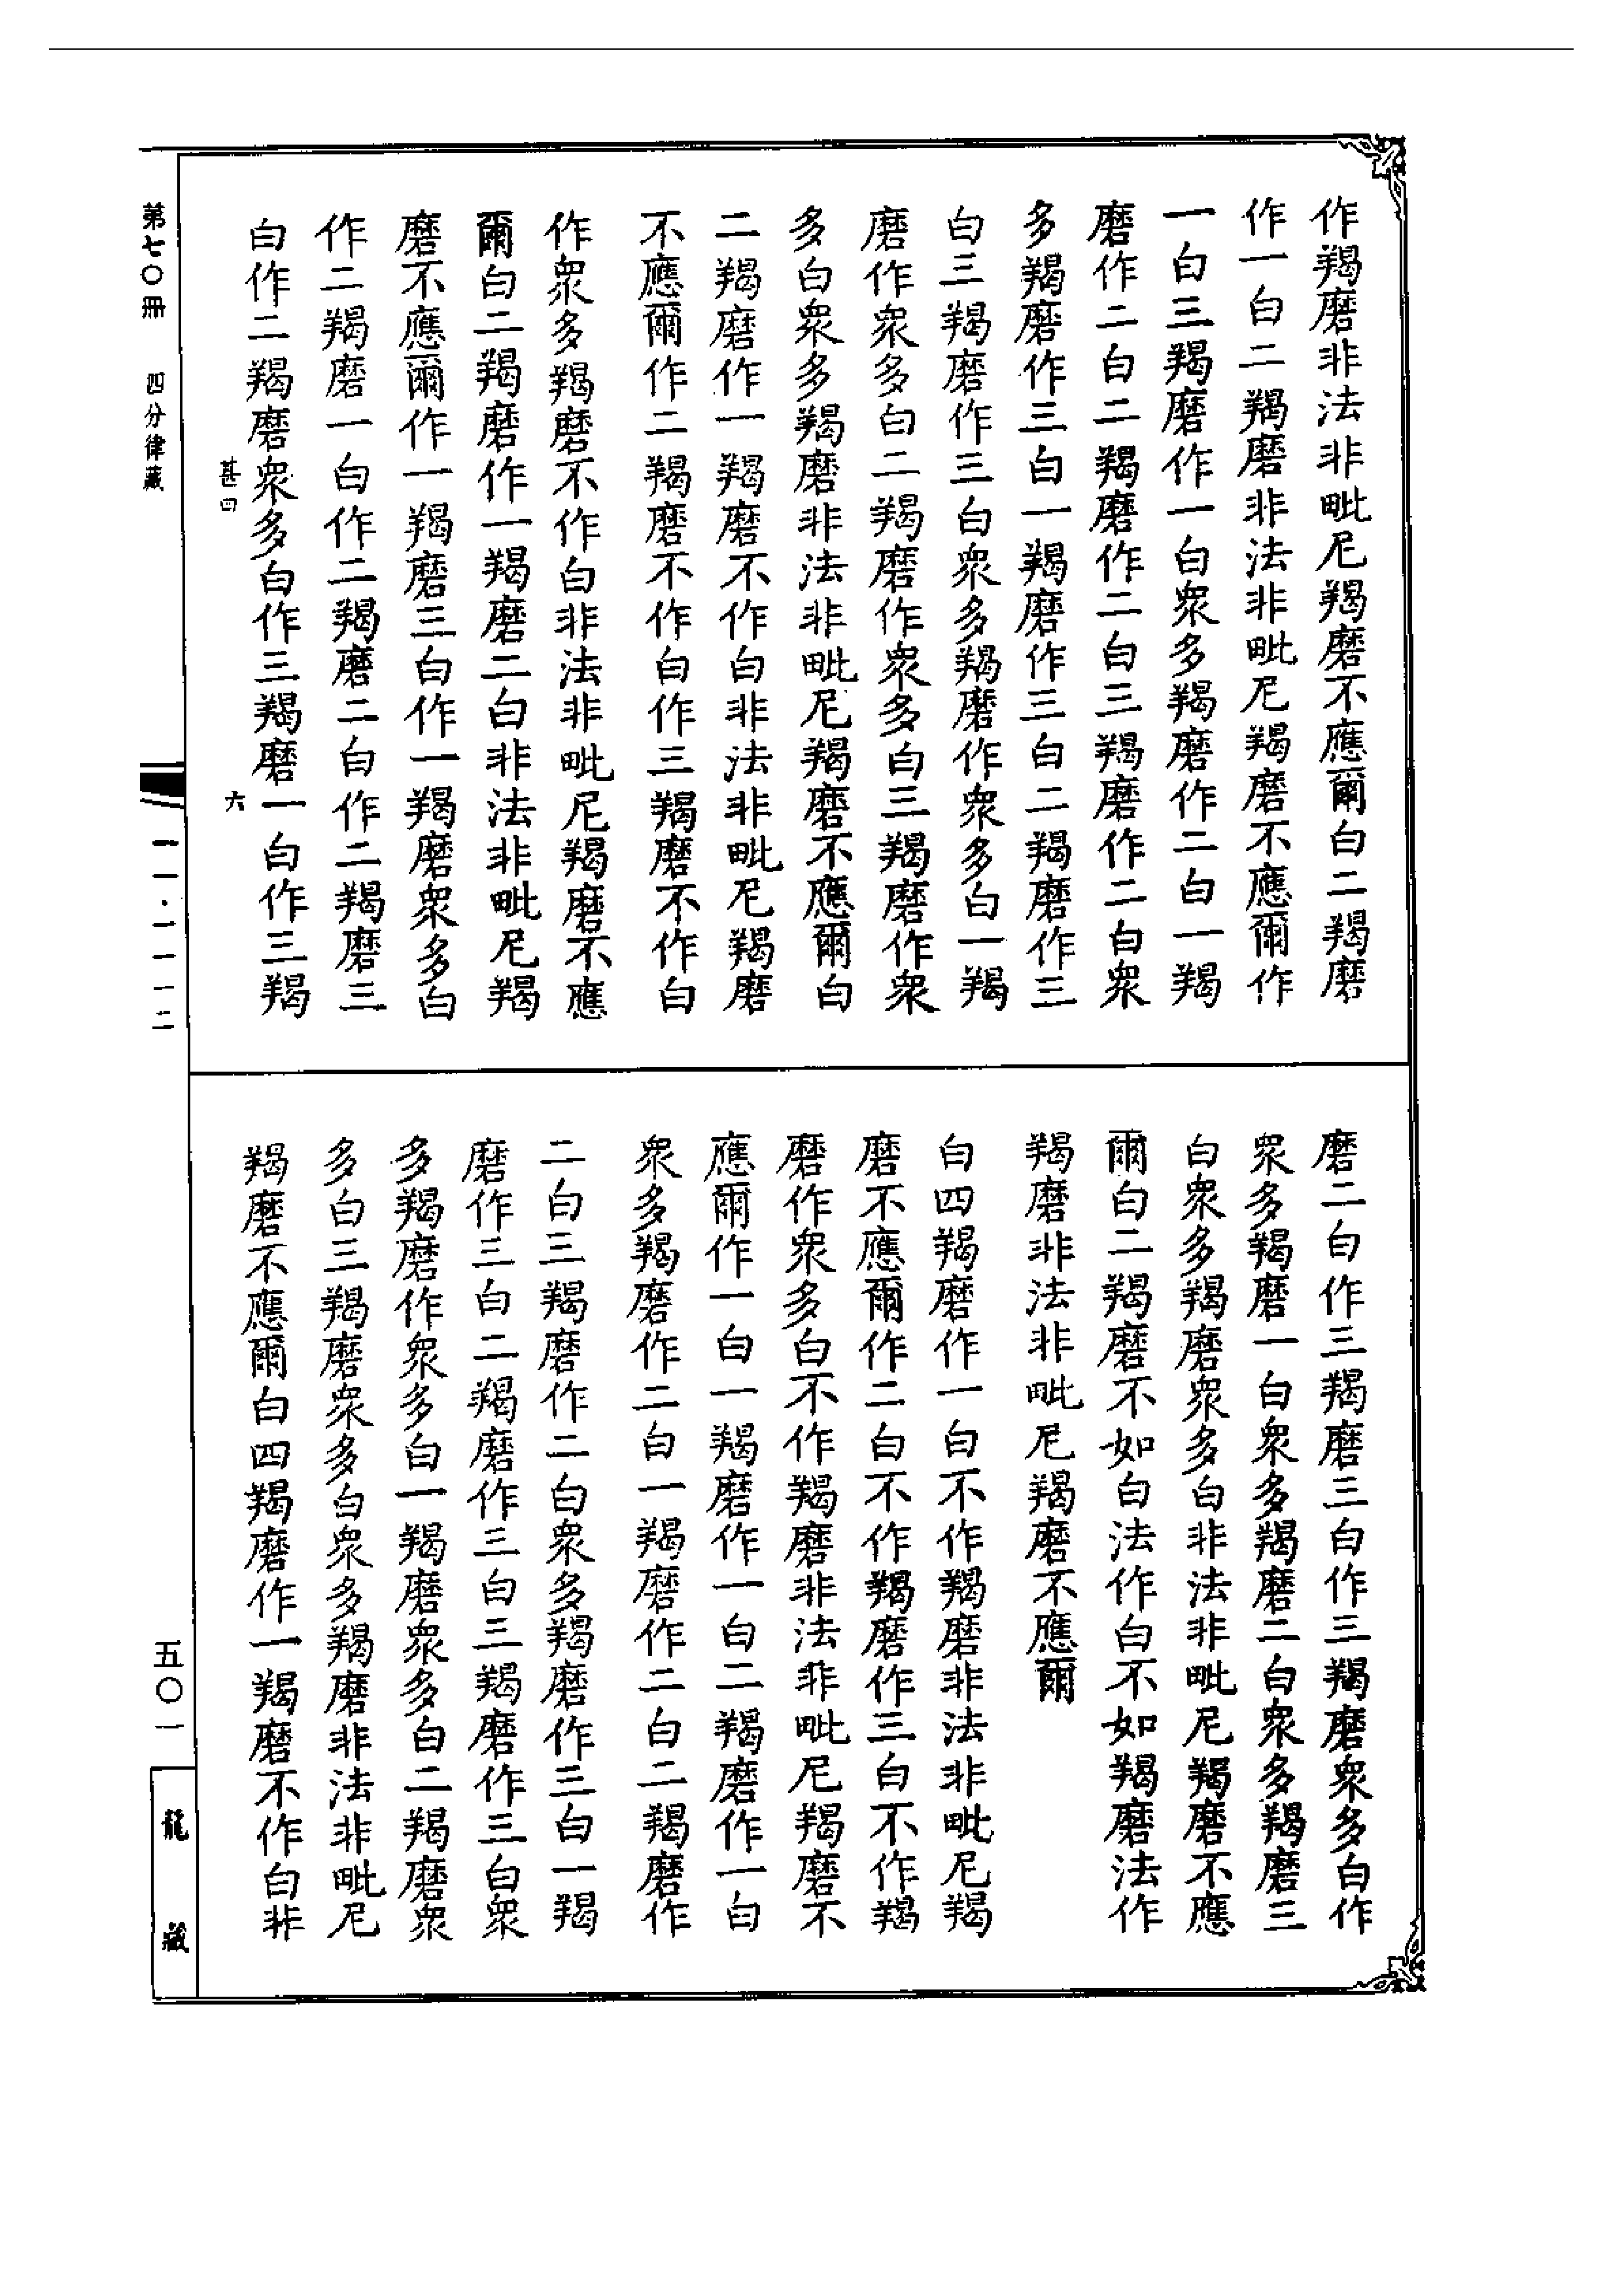 作羯磨非法非毗尼羯磨不應爾白二羯磨
作一白二羯磨非法非毗尼羯磨不應爾作
一白三羯磨作一白眾多羯磨作二白一羯
磨作二白二羯磨作二白三羯磨作二白眾
多羯磨作三白一羯磨作三白二羯磨作三
白三羯磨作三白眾多羯磨作眾多白一羯
磨作眾多白二羯磨作眾多白三羯磨作眾
多白眾多羯磨非法非毗尼羯磨不應爾白
二羯磨作一羯磨不作白非法非毗尼羯磨
不應爾作二羯磨不作白作三羯磨不作白
作眾多羯磨不作白非法非毗尼羯磨不應
爾白二羯磨作一羯磨二白非法非毗尼羯
磨不應爾作一羯磨三白作一羯磨眾多白
作二羯磨一白作二羯磨二白作二羯磨三
白作二羯磨眾多白作三羯磨一白作三羯
磨二白作三羯磨三白作三羯磨眾多白作
眾多羯磨一白眾多羯磨二白眾多羯磨三
白眾多羯磨眾多白非法非毗尼羯磨不應
爾白二羯磨不如白法作白不如羯磨法作
羯磨非法非毗尼羯磨不應爾
白四羯磨作一白不作羯磨非法非毗尼羯
磨不應爾作二白不作羯磨作三白不作羯
磨作眾多白不作羯磨非法非毗尼羯磨不
應爾作一白一羯磨作一白二羯磨作一白
眾多羯磨作二白一羯磨作二白二羯磨作
二白三羯磨作二白眾多羯磨作三白一羯
磨作三白二羯磨作三白三羯磨作三白眾
多羯磨作眾多白一羯磨眾多白二羯磨眾
多白三羯磨眾多白眾多羯磨非法非毗尼
羯磨不應爾白四羯磨作一羯磨不作白非
甚四
六
第七〇冊 四分律藏
一一·一一一二
五〇一
龍藏